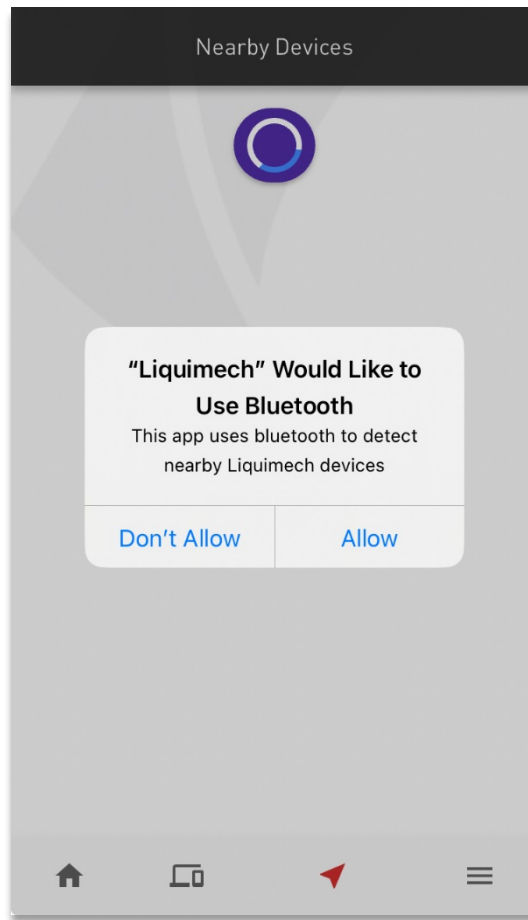 Nearby Devices
“Liquimech” Would Like to
Use Bluetooth
This app uses bluetooth to detect
nearby Liquimech devices
Don’t Allow
Allow